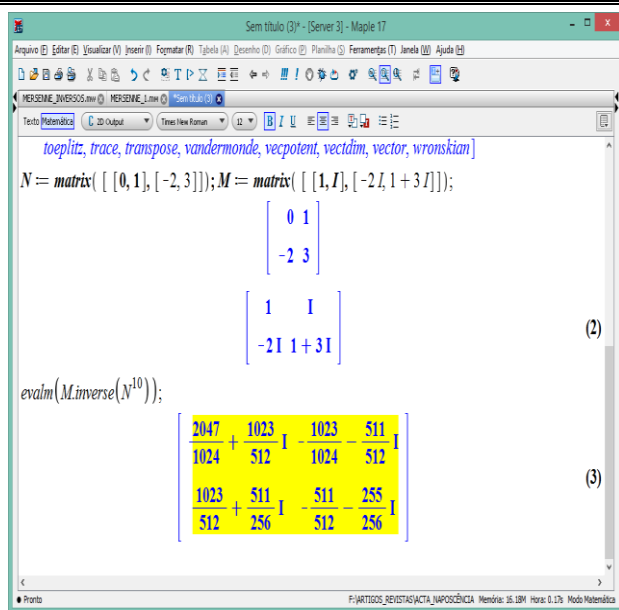 Sem título (3)* - [Server 3] - Maple 17
Arquivo (F) Editar (E) Visualizar (V) Inserir (I) Formatar (R) Tabela (A) Desenho (D) Gráfico (P) Planilha (S) Ferramentas (T) Janela (W) Ajuda (H)
MERSENNE_INVERSOS.mw MERSENNE_1.mw *Sem título (3)
Texto Matemática C 2D Output Times New Roman 12 B I U
toeplitz, trace, transpose, vandermonde, vecpotent, vectdim, vector, wronskian]
N := matrix( [ [0, 1], [ -2, 3]]); M := matrix( [ [1, I], [ -2 I, 1 + 3 I]]);
0 1
-2 3
1 I
-2 I 1 + 3 I
(2)
evalm(M.inverse(N^10));
2047/1024 + 1023/512 I -1023/1024 - 511/512 I
1023/512 + 511/256 I -511/512 - 255/256 I
(3)
Pronto F:\ARTIGOS_REVISTAS\ACTA_NAPOSCÊNCIA Memória: 16.18M Hora: 0.17s Modo Matemática